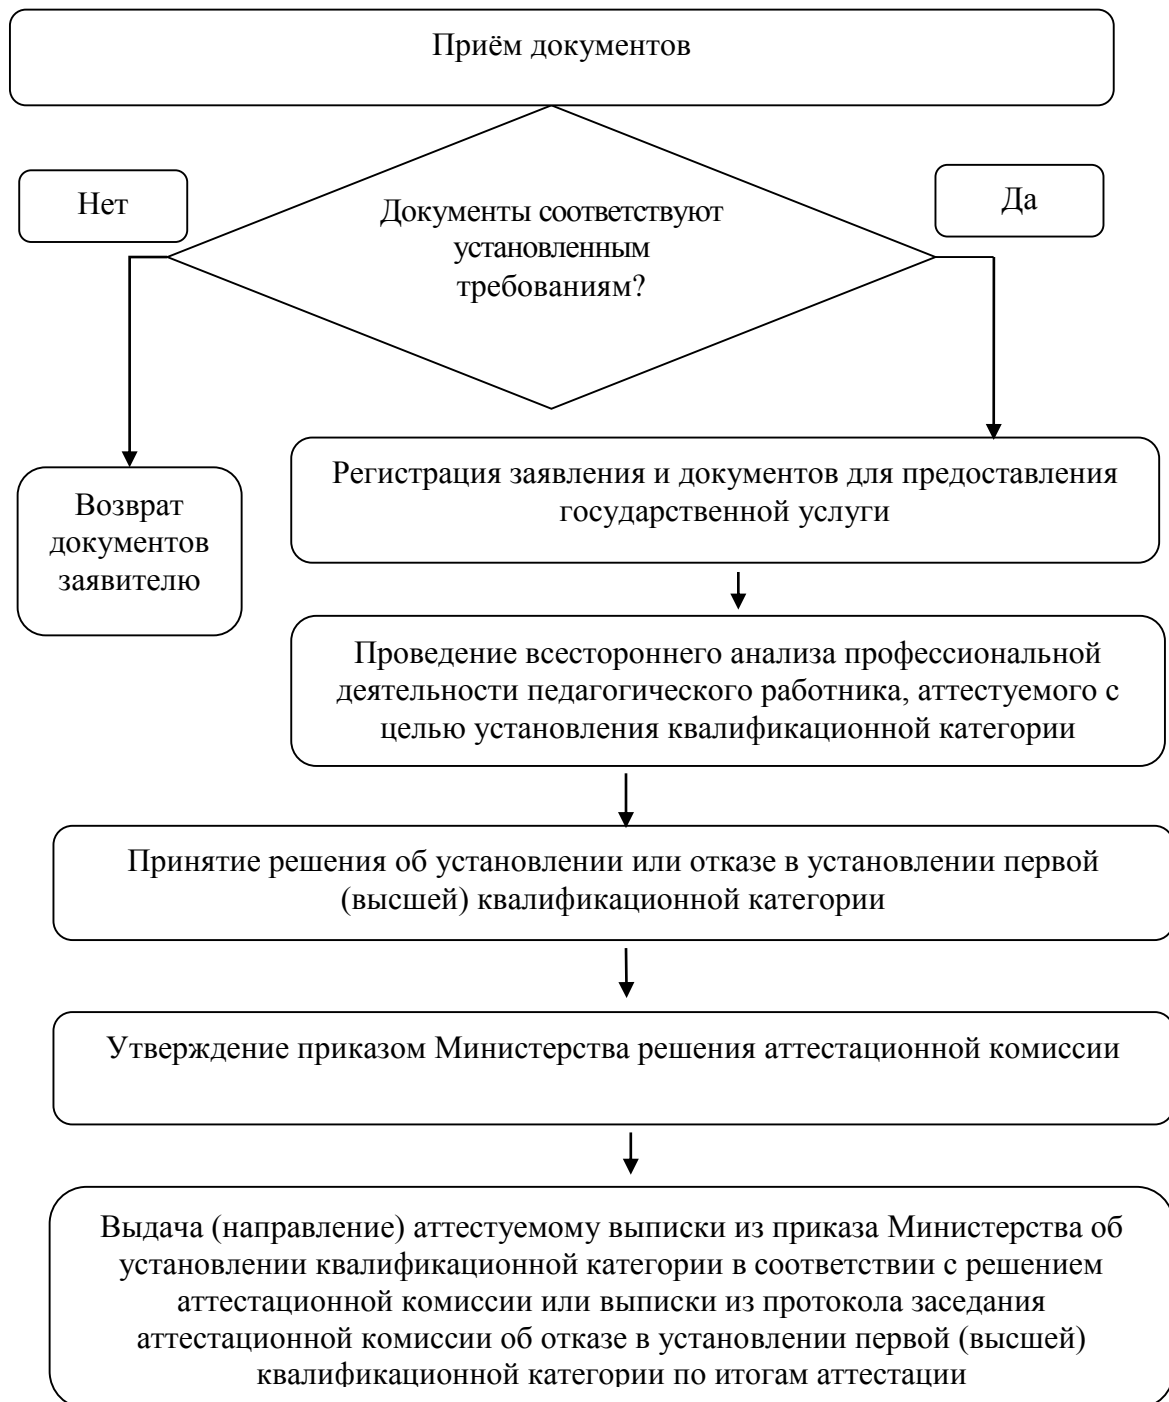 Приём документов
Нет
Да
Документы соответствуют
установленным
требованиям?
Регистрация заявления и документов для предоставления
государственной услуги
Возврат
документов
заявителю
Проведение всестороннего анализа профессиональной
деятельности педагогического работника, аттестуемого с
целью установления квалификационной категории
Принятие решения об установлении или отказе в установлении первой
(высшей) квалификационной категории
Утверждение приказом Министерства решения аттестационной комиссии
Выдача (направление) аттестуемому выписки из приказа Министерства об
установлении квалификационной категории в соответствии с решением
аттестационной комиссии или выписки из протокола заседания
аттестационной комиссии об отказе в установлении первой (высшей)
квалификационной категории по итогам аттестации